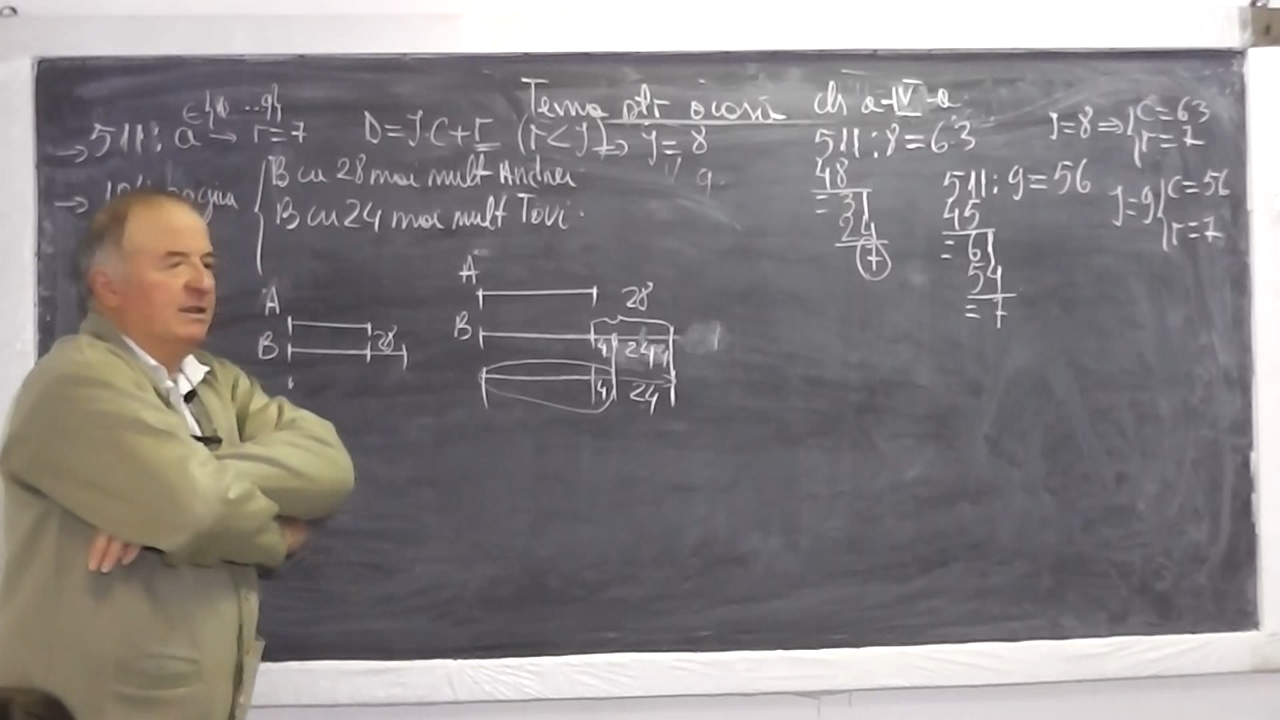 Tema ptr acasă cls a-IV-a
511 : a → r=7
D=Î·C+r (r<Î) ⇒ Î=8
9
B cu 28 mai mult Andrei
B cu 24 mai mult Tovi.
A
B 28
A
28
B 4 24
4 24
511:8=63
48
=31
24
7
511:9=56
45
=61
54
=7
Î=8⇒ C=63
r=7
Î=9 C=56
r=7